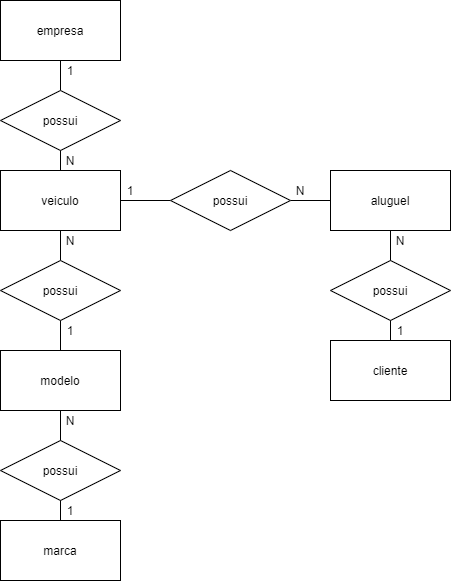 empresa
1
possui
N
veiculo
1
possui
N
aluguel
N
possui
1
modelo
N
possui
1
marca
N
possui
1
cliente